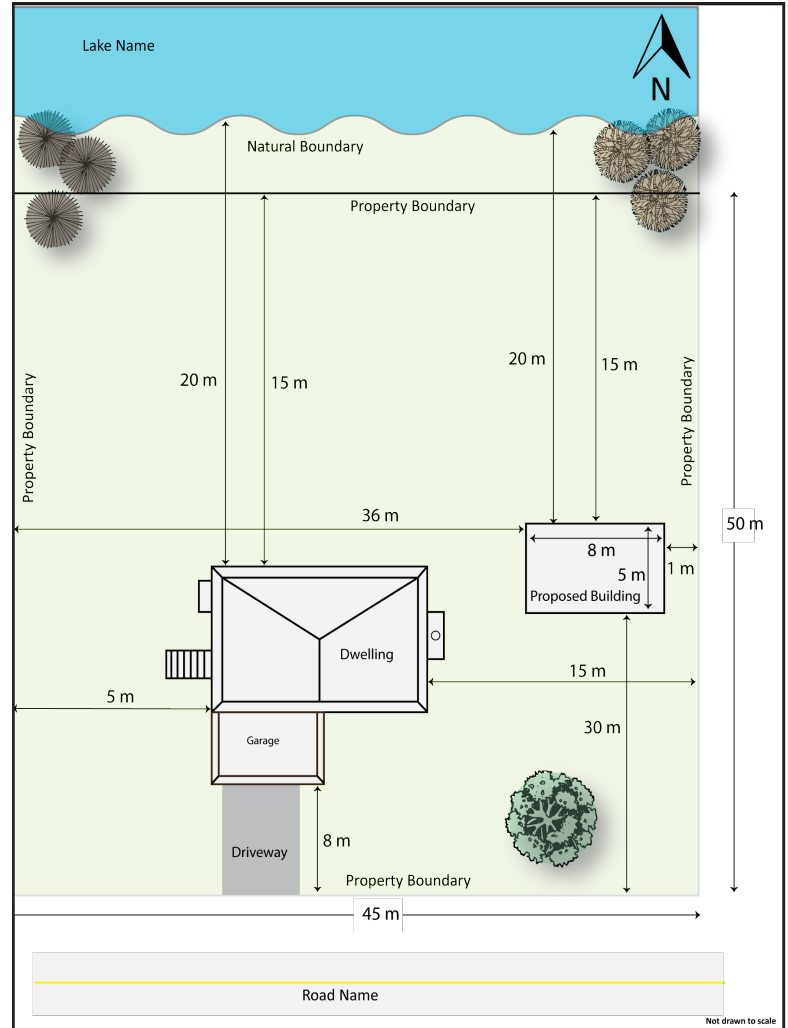 Lake Name
N
Natural Boundary
Property Boundary
20 m
15 m
20 m
15 m
Property Boundary
Property Boundary
36 m
50 m
8 m
5 m
1 m
Proposed Building
Dwelling
15 m
5 m
30 m
Garage
8 m
Driveway
Property Boundary
45 m
Road Name
Not drawn to scale